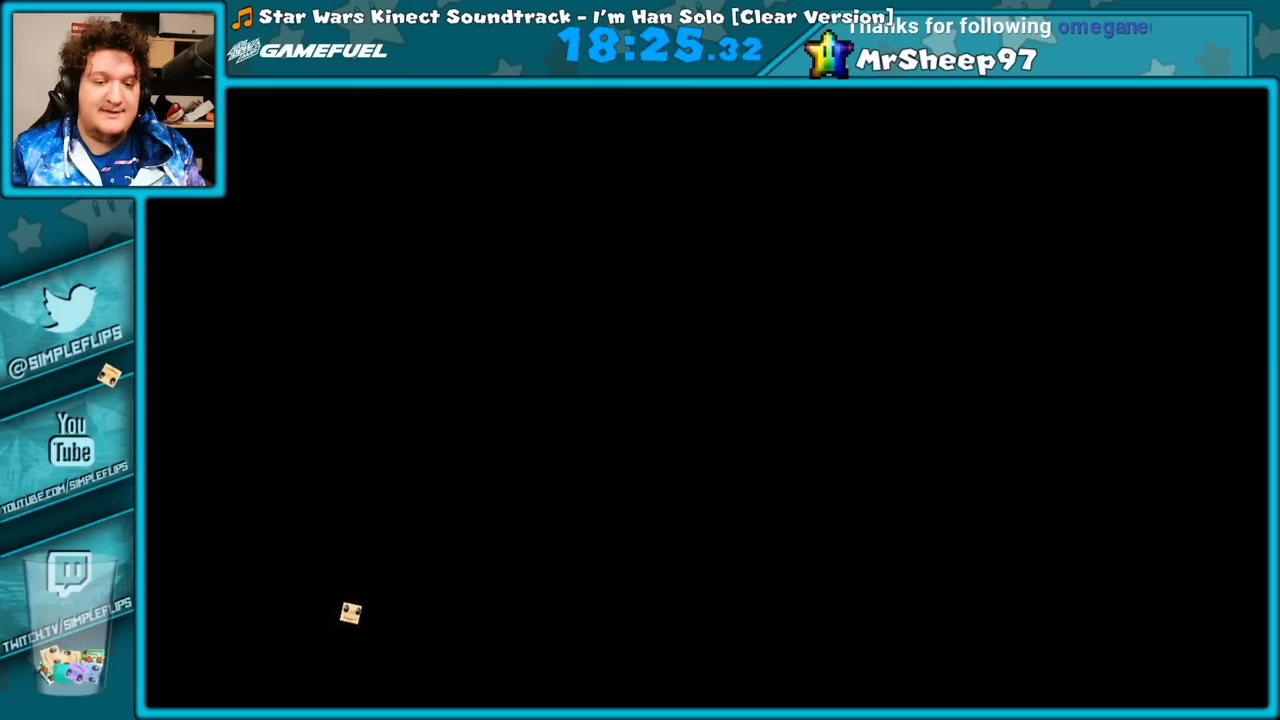 Star Wars Kinect Soundtrack - I'm Han Solo [Clear Version]
GAMEFUEL
18:25.32
Thanks for following omegane
MrSheep97
@SIMPLEFLIPS
You
Tube
YOUTUBE.COM/SIMPLEFLIPS
TWITCH.TV/SIMPLEFLIPS